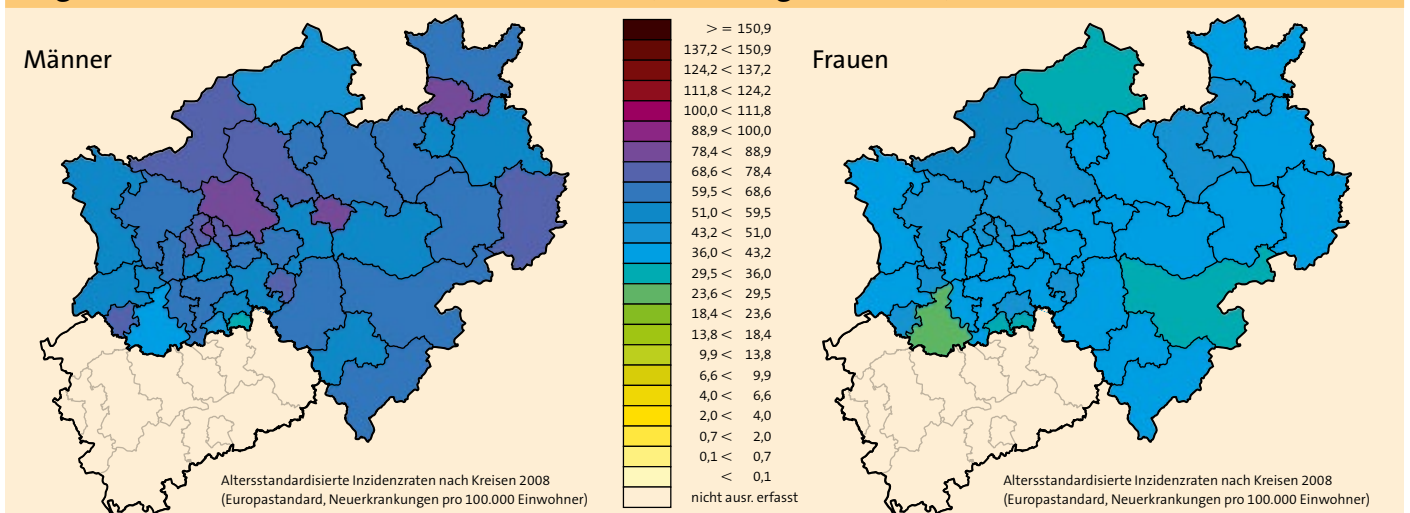 Männer
Frauen
> = 150,9
137,2 < 150,9
124,2 < 137,2
111,8 < 124,2
100,0 < 111,8
88,9 < 100,0
78,4 < 88,9
68,6 < 78,4
59,5 < 68,6
51,0 < 59,5
43,2 < 51,0
36,0 < 43,2
29,5 < 36,0
23,6 < 29,5
18,4 < 23,6
13,8 < 18,4
9,9 < 13,8
6,6 < 9,9
4,0 < 6,6
2,0 < 4,0
0,7 < 2,0
0,1 < 0,7
< 0,1
nicht ausr. erfasst
Altersstandardisierte Inzidenzraten nach Kreisen 2008
(Europastandard, Neuerkrankungen pro 100.000 Einwohner)
Altersstandardisierte Inzidenzraten nach Kreisen 2008
(Europastandard, Neuerkrankungen pro 100.000 Einwohner)